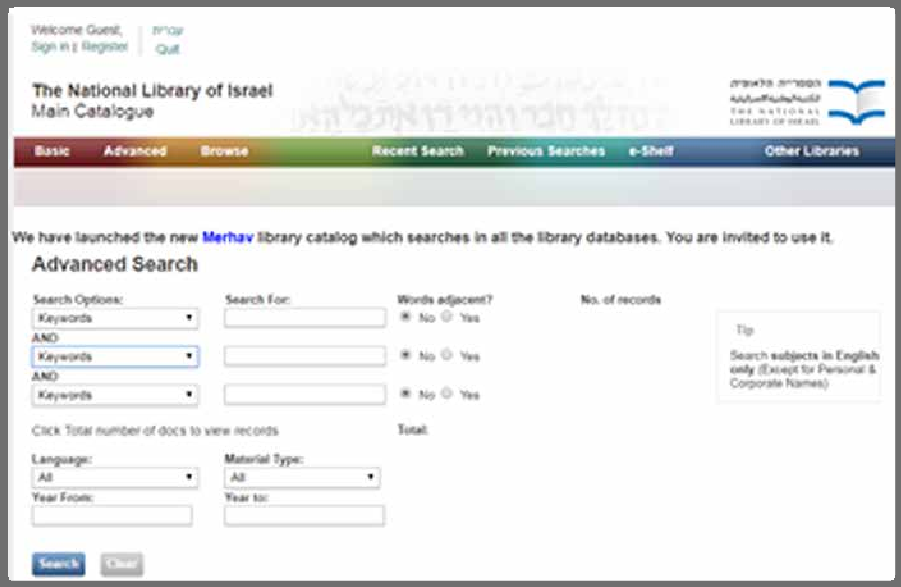 Welcome Guest, עברית
Sign in | Register Quit
The National Library of Israel
Main Catalogue
הספרייה הלאומית
THE NATIONAL
LIBRARY OF ISRAEL
Basic Advanced Browse Recent Search Previous Searches e-Shelf Other Libraries
We have launched the new Merhav library catalog which searches in all the library databases. You are invited to use it.
Advanced Search
Search Options: Search For: Words adjacent? No. of records
Keywords No Yes
AND
Keywords No Yes
AND
Keywords No Yes
Tip
Search subjects in English
only (Except for Personal &
Corporate Names)
Click Total number of docs to view records Total:
Language: Material Type:
All All
Year From: Year to:
Search Clear